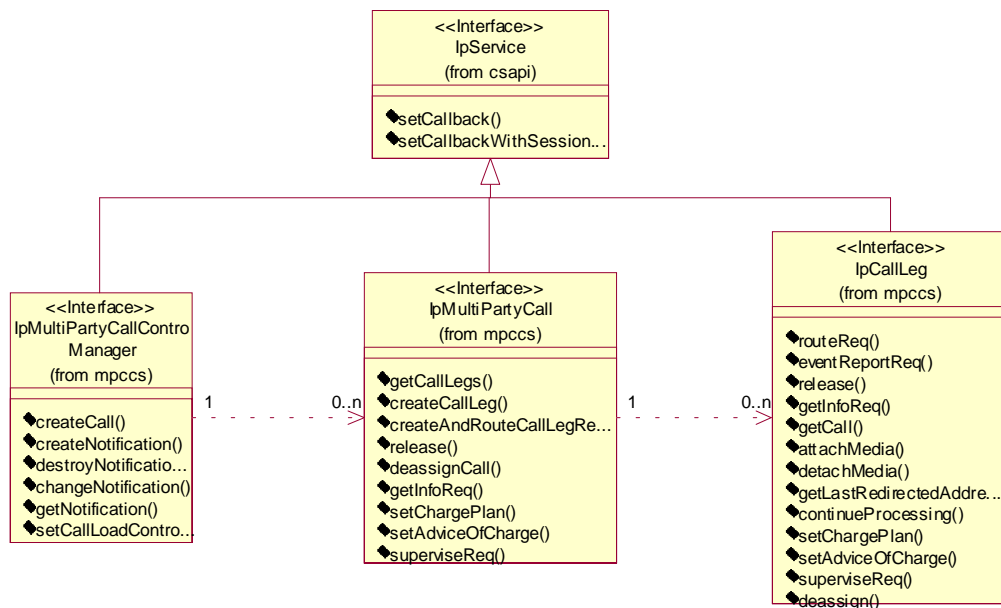 <<Interface>>
IpService
(from csapi)
setCallback()
setCallbackWithSession...
<<Interface>>
IpMultiPartyCallContro
Manager
(from mpccs)
createCall()
createNotification()
destroyNotificatio...
changeNotification()
getNotification()
setCallLoadContro...
1
0..n
<<Interface>>
IpMultiPartyCall
(from mpccs)
getCallLegs()
createCallLeg()
createAndRouteCallLegRe...
release()
deassignCall()
getInfoReq()
setChargePlan()
setAdviceOfCharge()
superviseReq()
1
0..n
<<Interface>>
IpCallLeg
(from mpccs)
routeReq()
eventReportReq()
release()
getInfoReq()
getCall()
attachMedia()
detachMedia()
getLastRedirectedAddre...
continueProcessing()
setChargePlan()
setAdviceOfCharge()
superviseReq()
deassign()